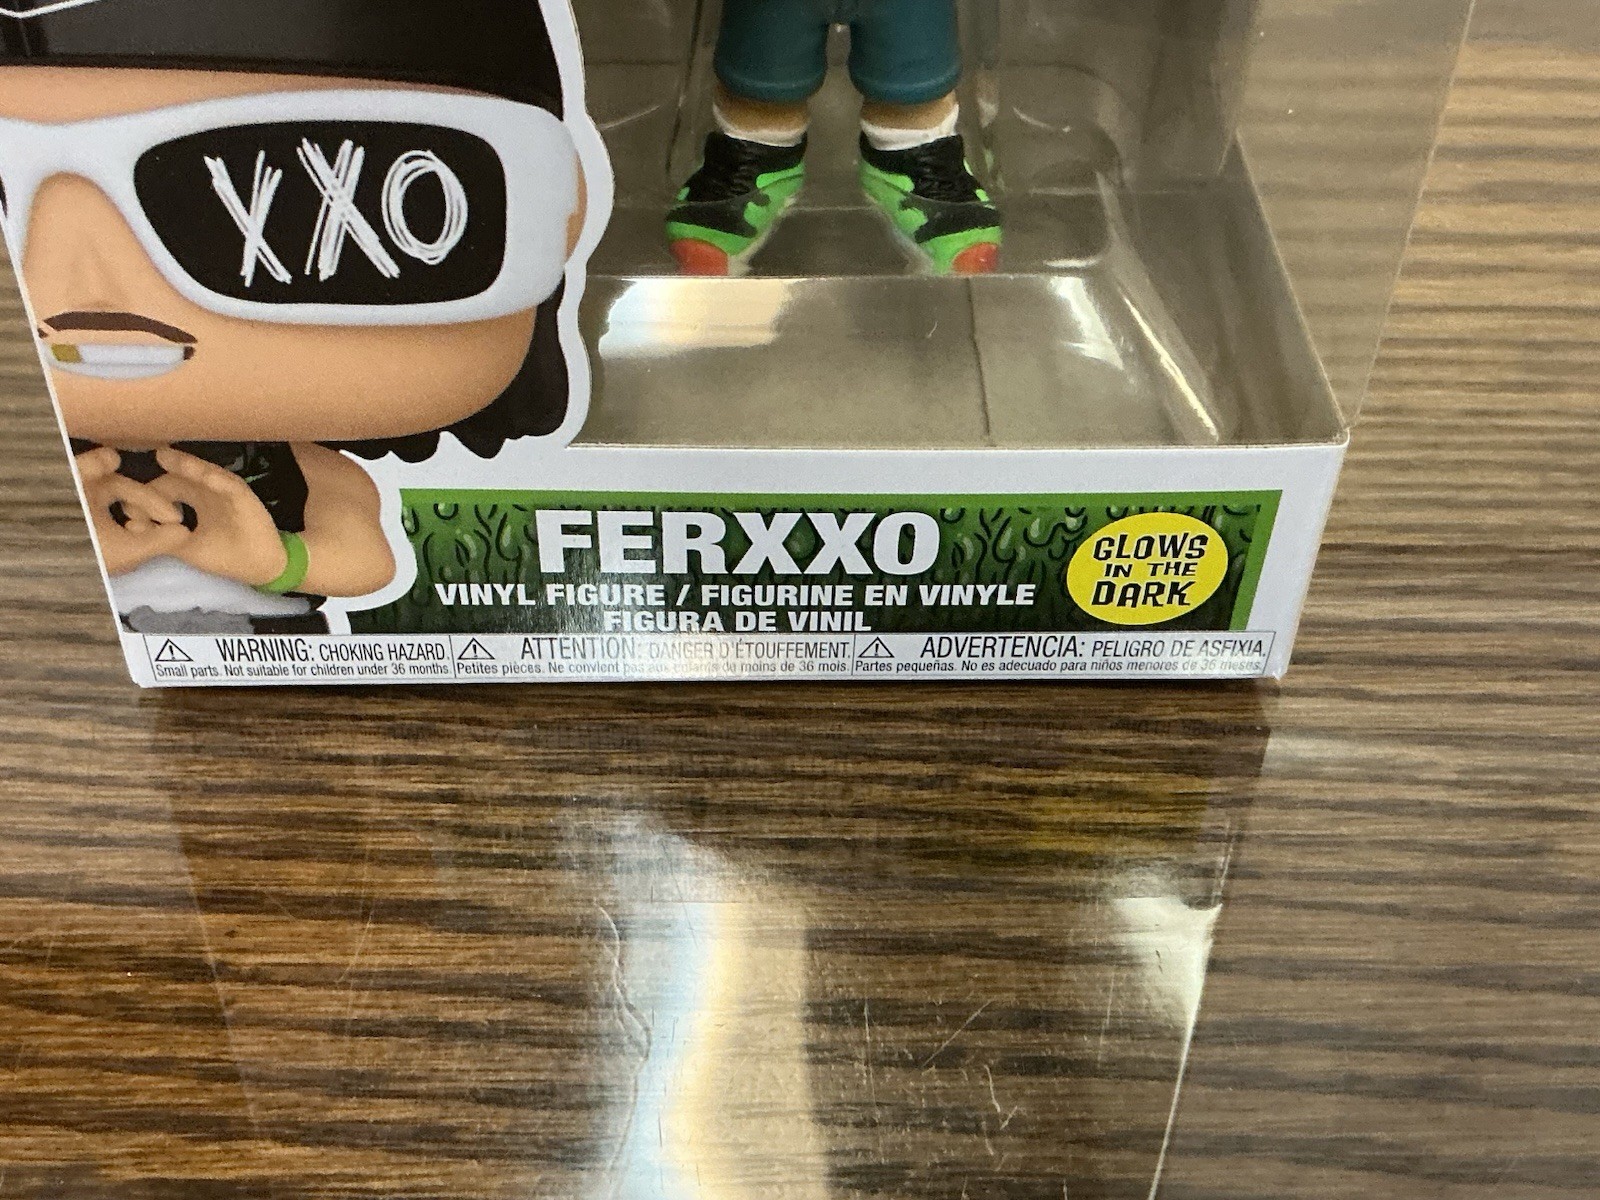 XXO
FERXXO
VINYL FIGURE / FIGURINE EN VINYLE
FIGURA DE VINIL
GLOWS
IN THE
DARK
WARNING: CHOKING HAZARD.
Small parts. Not suitable for children under 36 months.
ATTENTION: DANGER D'ÉTOUFFEMENT.
Petites pièces. Ne convient pas aux enfants du moins de 36 mois.
ADVERTENCIA: PELIGRO DE ASFIXIA.
Partes pequeñas. No es adecuado para niños menores de 36 meses.